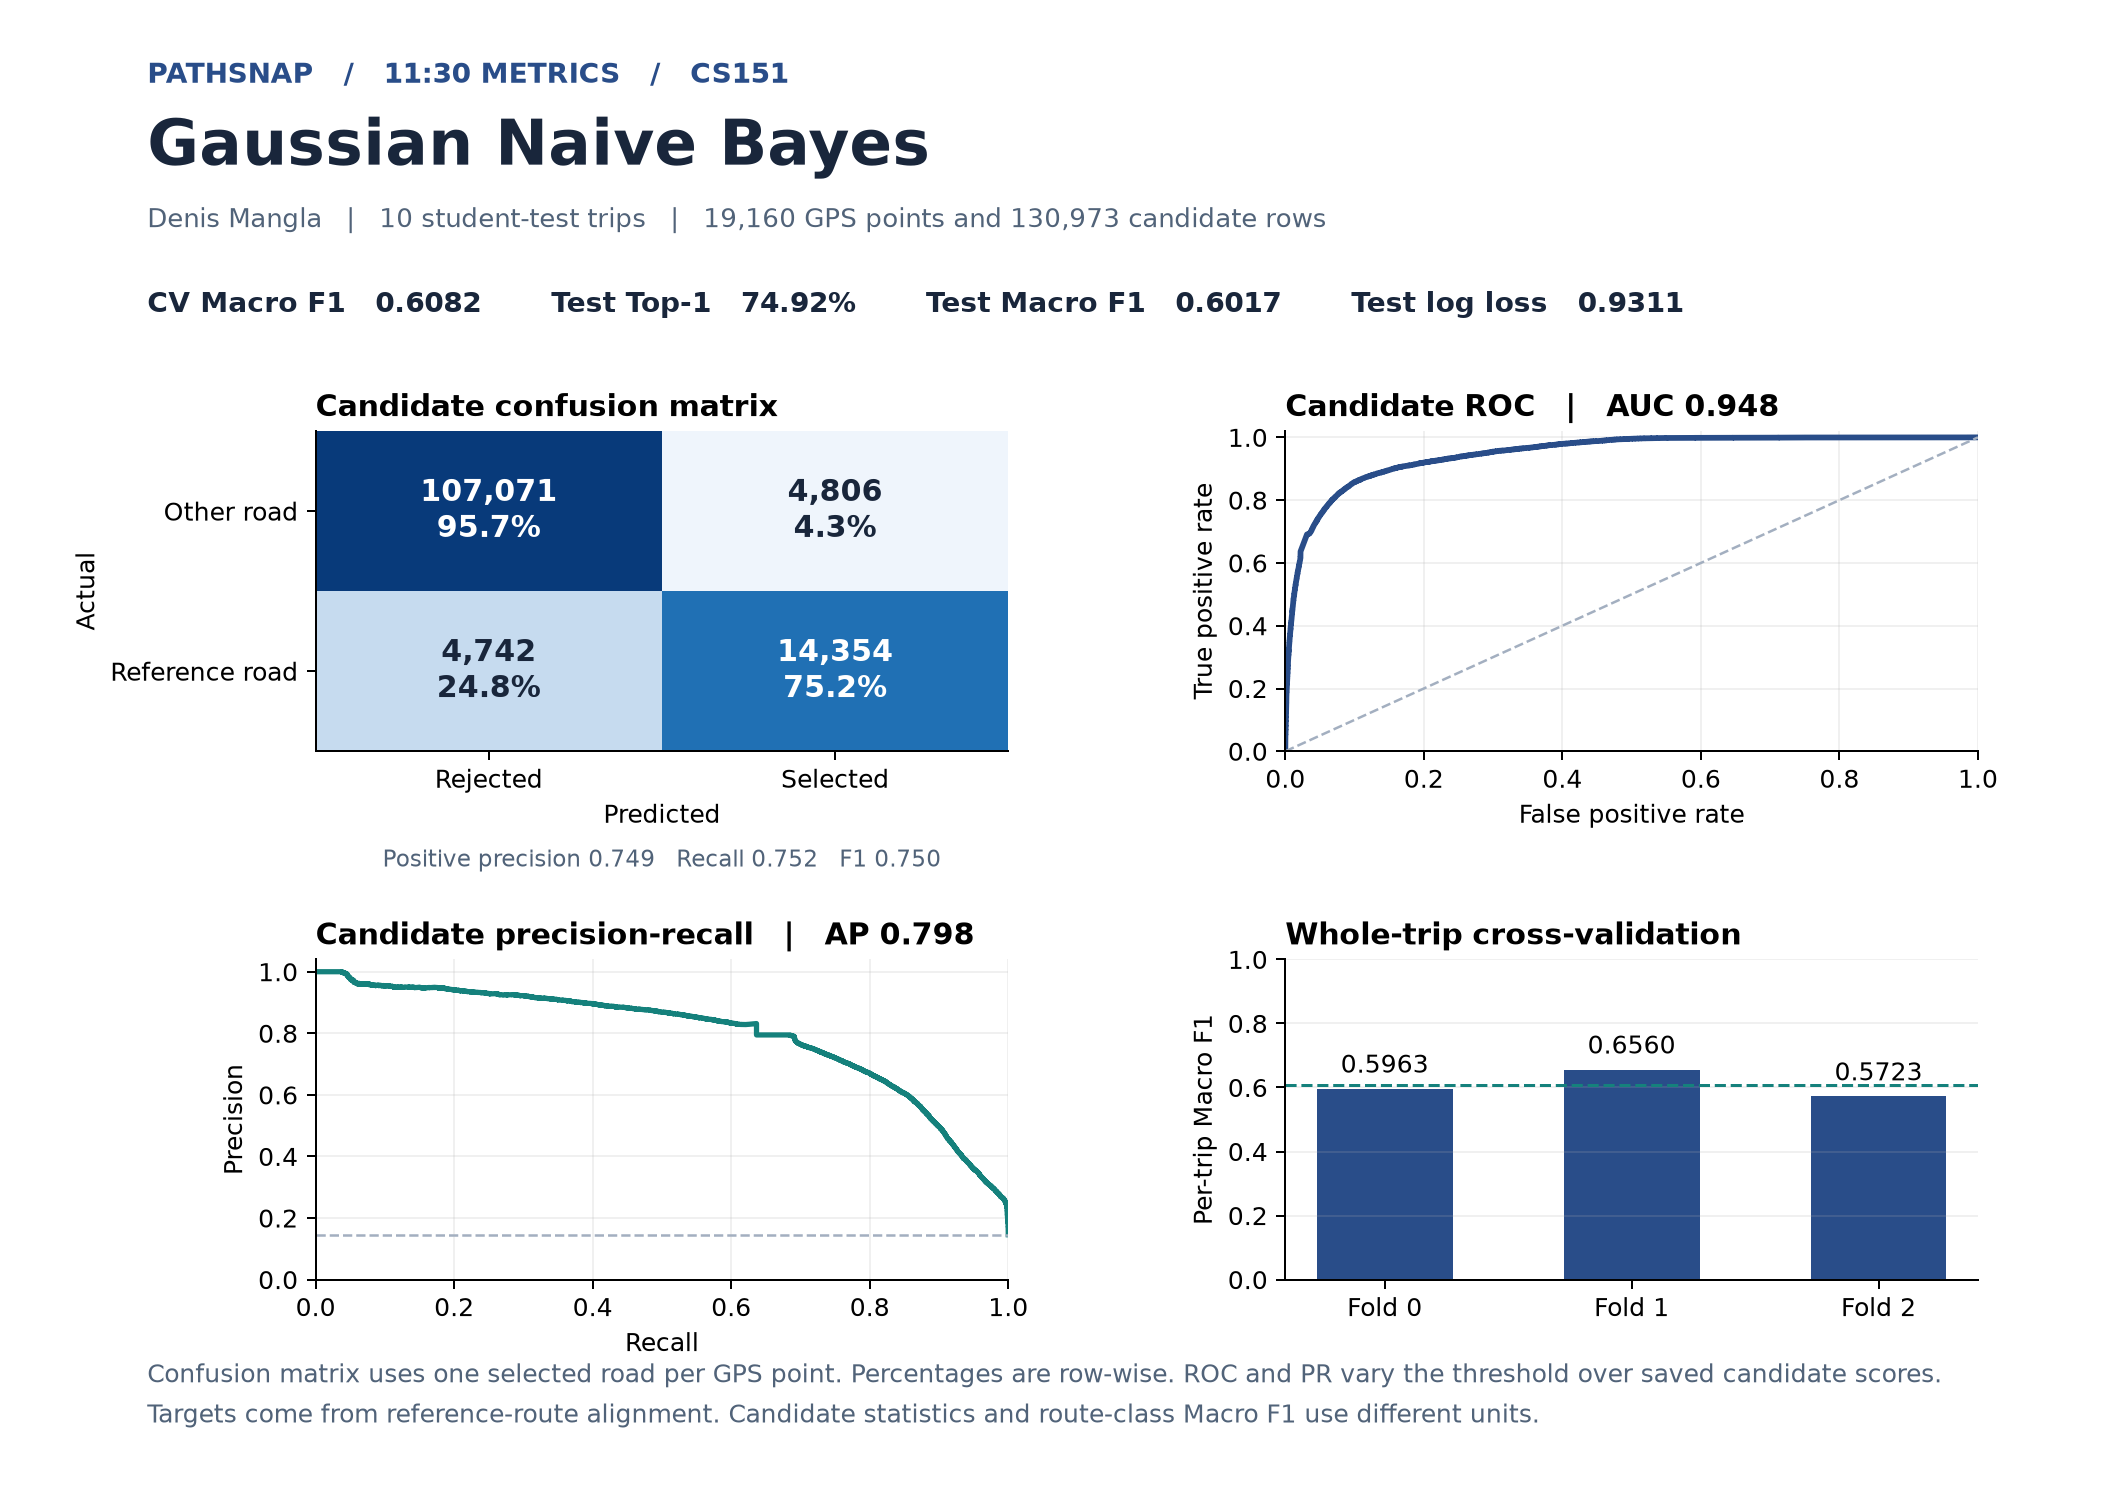 PATHSNAP / 11:30 METRICS / CS151
Gaussian Naive Bayes
Denis Mangla | 10 student-test trips | 19,160 GPS points and 130,973 candidate rows
CV Macro F1 0.6082 Test Top-1 74.92% Test Macro F1 0.6017 Test log loss 0.9311
Candidate confusion matrix
Actual
Other road
Reference road
107,071
95.7%
4,806
4.3%
4,742
24.8%
14,354
75.2%
Rejected Selected
Predicted
Positive precision 0.749 Recall 0.752 F1 0.750
Candidate ROC | AUC 0.948
True positive rate
1.0
0.8
0.6
0.4
0.2
0.0
0.0 0.2 0.4 0.6 0.8 1.0
False positive rate
Candidate precision-recall | AP 0.798
Precision
1.0
0.8
0.6
0.4
0.2
0.0
0.0 0.2 0.4 0.6 0.8 1.0
Recall
Whole-trip cross-validation
Per-trip Macro F1
1.0
0.8
0.6
0.4
0.2
0.0
0.5963 0.6560 0.5723
Fold 0 Fold 1 Fold 2
Confusion matrix uses one selected road per GPS point. Percentages are row-wise. ROC and PR vary the threshold over saved candidate scores.
Targets come from reference-route alignment. Candidate statistics and route-class Macro F1 use different units.